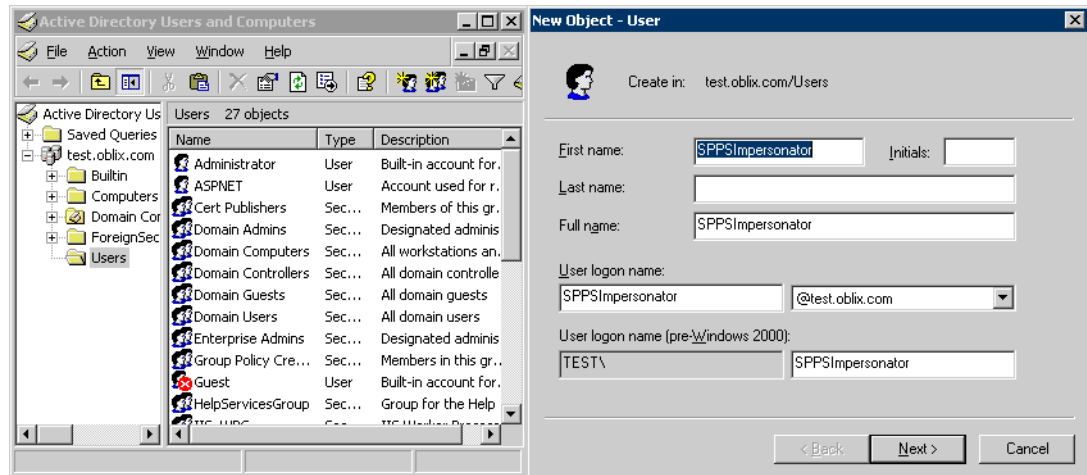 Active Directory Users and Computers
File Action View Window Help
Active Directory Us
Saved Queries
test.oblix.com
Builtin
Computers
Domain Cor
ForeignSec
Users
Users 27 objects
Name Type Description
Administrator User Built-in account for.
ASPNET User Account used for r.
Cert Publishers Sec... Members of this gr.
Domain Admins Sec... Designated adminis
Domain Computers Sec... All workstations an.
Domain Controllers Sec... All domain controlle
Domain Guests Sec... All domain guests
Domain Users Sec... All domain users
Enterprise Admins Sec... Designated adminis
Group Policy Cre... Sec... Members in this gr..
Guest User Built-in account for.
HelpServicesGroup Sec... Group for the Help
New Object - User
Create in: test.oblix.com/Users
First name: SPPSImpersonator Initials:
Last name:
Full name: SPPSImpersonator
User logon name:
SPPSImpersonator @test.oblix.com
User logon name (pre-Windows 2000):
TEST\ SPPSImpersonator
< Back Next > Cancel